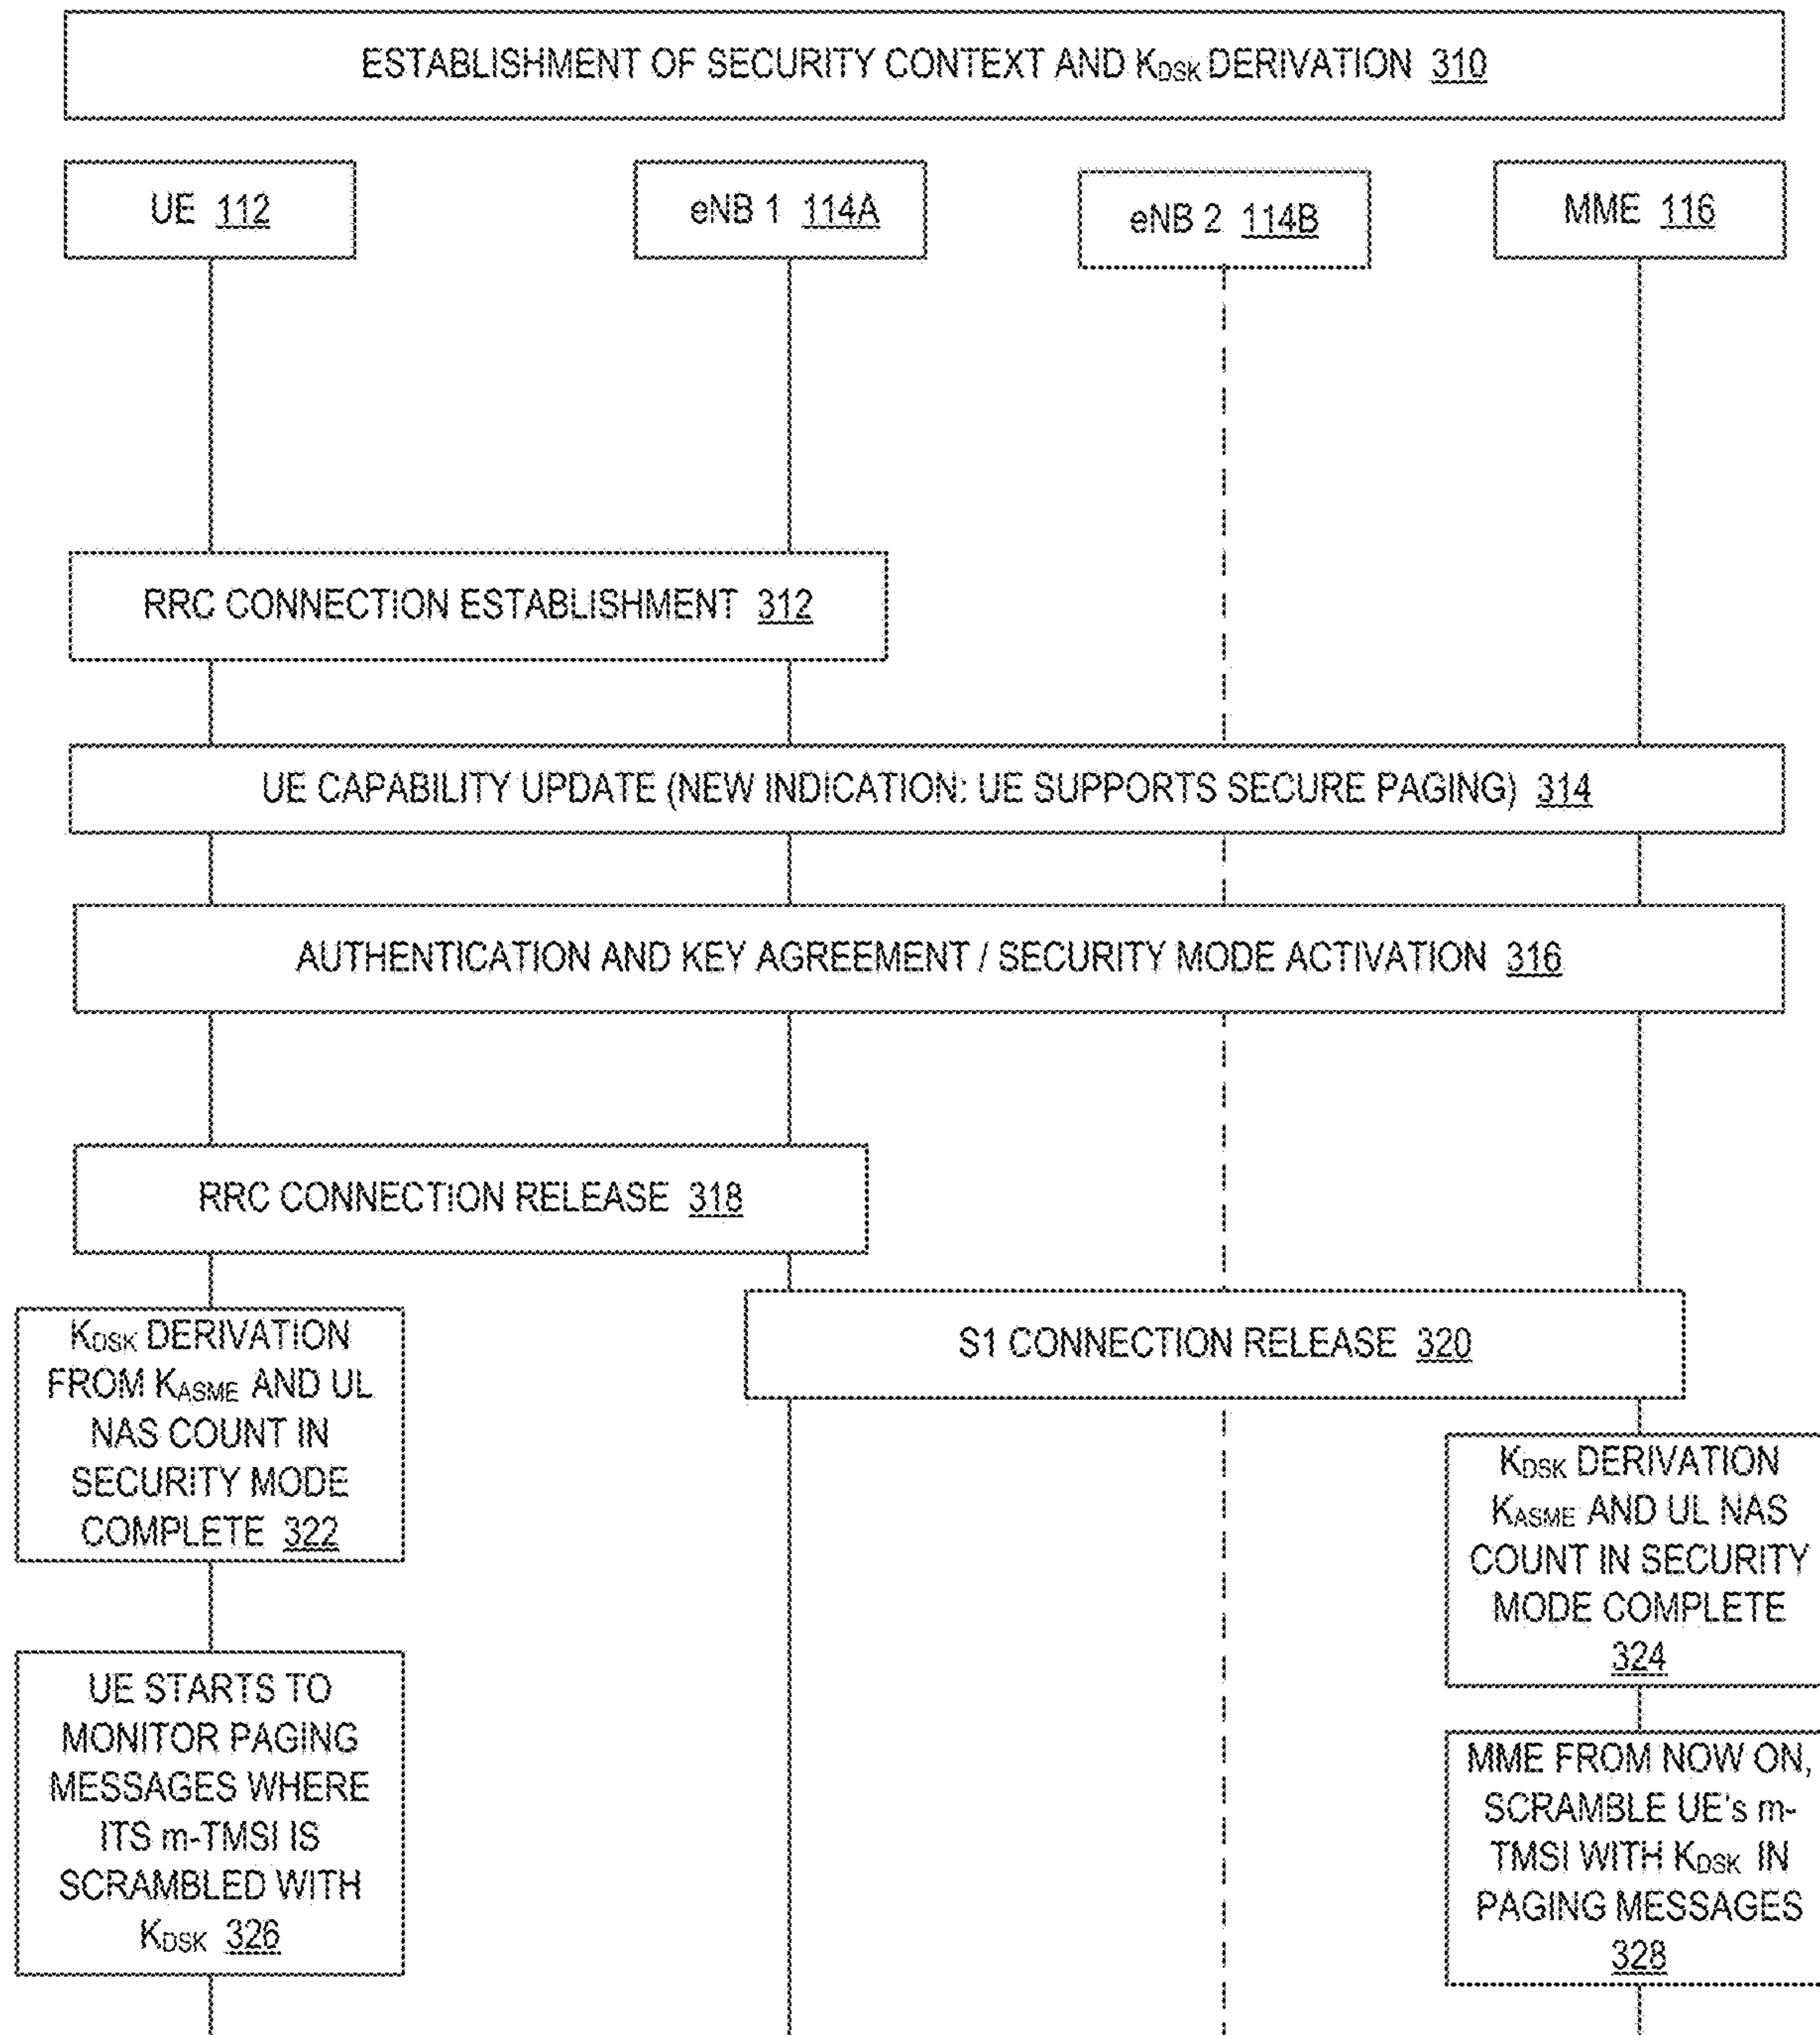 ESTABLISHMENT OF SECURITY CONTEXT AND KDSK DERIVATION 310
UE 112
eNB 1 114A
eNB 2 114B
MME 116
RRC CONNECTION ESTABLISHMENT 312
UE CAPABILITY UPDATE (NEW INDICATION: UE SUPPORTS SECURE PAGING) 314
AUTHENTICATION AND KEY AGREEMENT / SECURITY MODE ACTIVATION 316
RRC CONNECTION RELEASE 318
S1 CONNECTION RELEASE 320
KDSK DERIVATION
FROM KASME AND UL
NAS COUNT IN
SECURITY MODE
COMPLETE 322
KDSK DERIVATION
KASME AND UL NAS
COUNT IN SECURITY
MODE COMPLETE
324
UE STARTS TO
MONITOR PAGING
MESSAGES WHERE
ITS m-TMSI IS
SCRAMBLED WITH
KDSK 326
MME FROM NOW ON,
SCRAMBLE UE's m-
TMSI WITH KDSK IN
PAGING MESSAGES
328